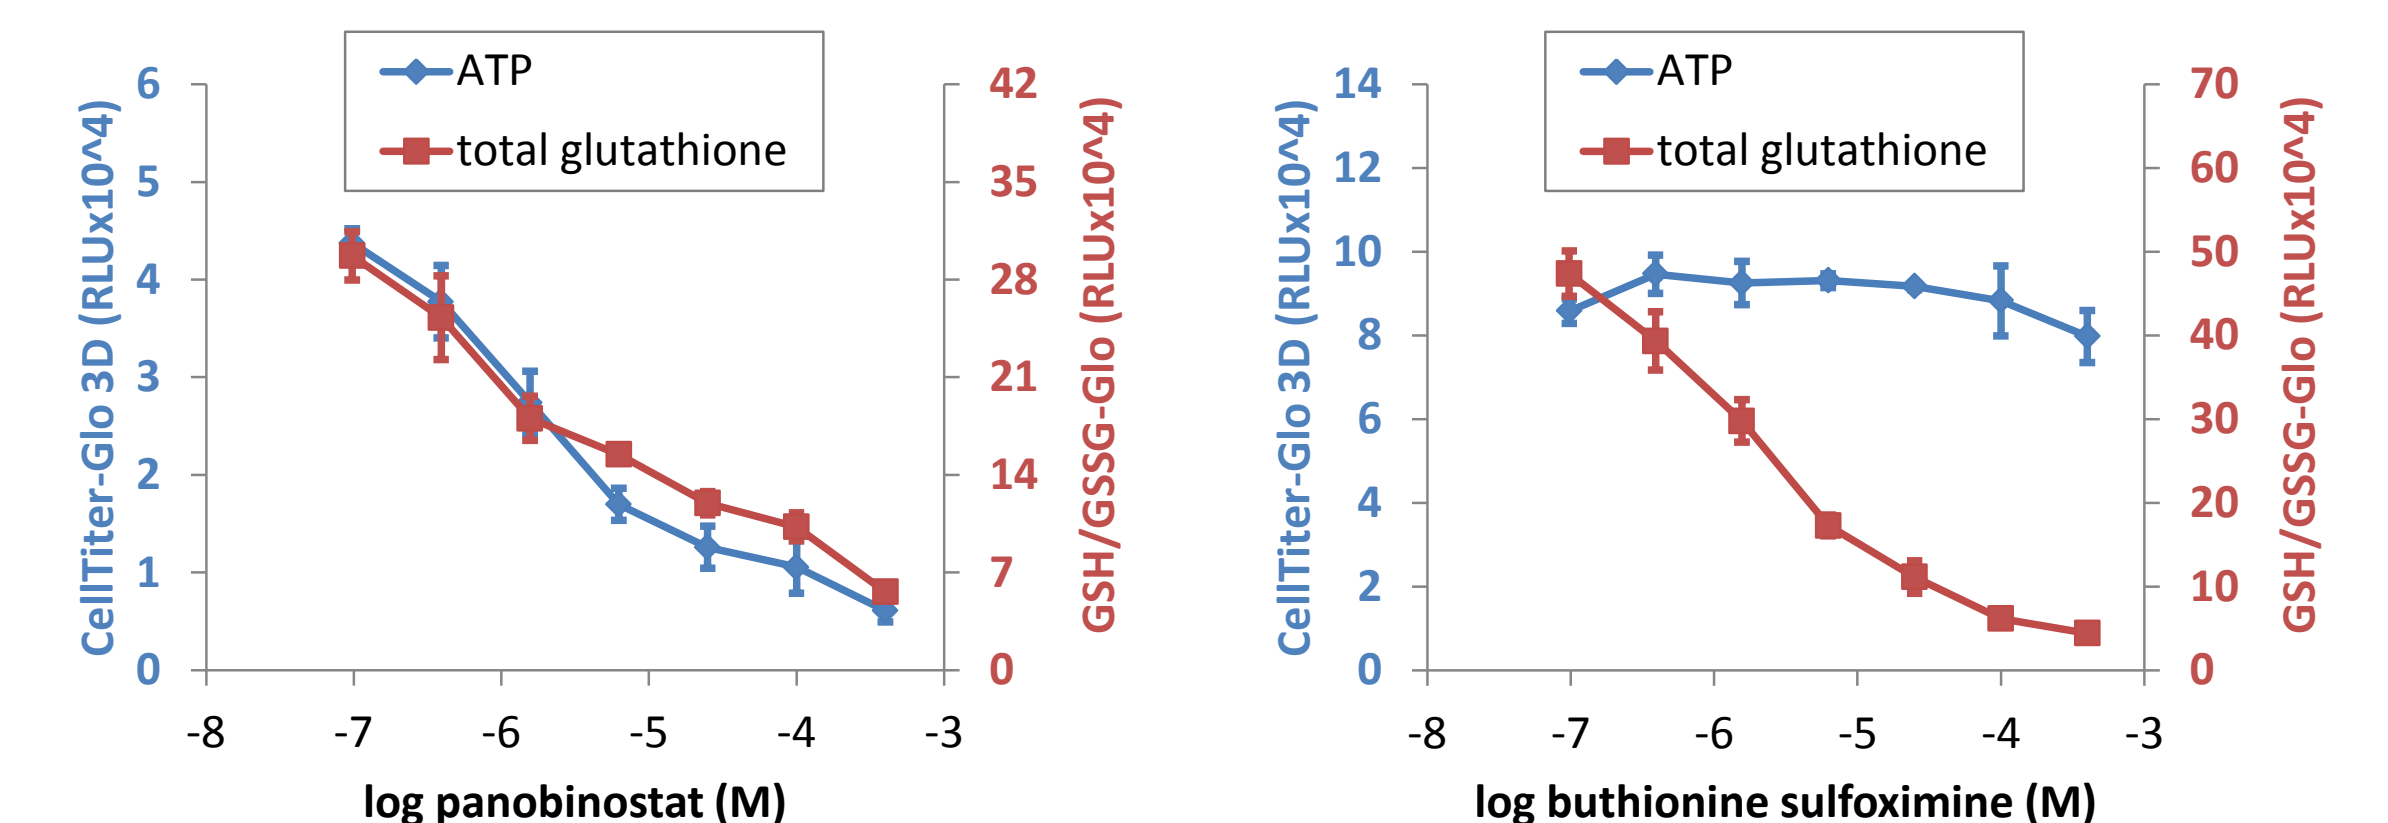 ATP
total glutathione
CellTiter-Glo 3D (RLUx10^4)
6
5
4
3
2
1
0
42
35
28
21
14
7
0
GSH/GSSG-Glo (RLUx10^4)
-8 -7 -6 -5 -4 -3
log panobinostat (M)
ATP
total glutathione
CellTiter-Glo 3D (RLUx10^4)
14
12
10
8
6
4
2
0
70
60
50
40
30
20
10
0
GSH/GSSG-Glo (RLUx10^4)
-8 -7 -6 -5 -4 -3
log buthionine sulfoximine (M)